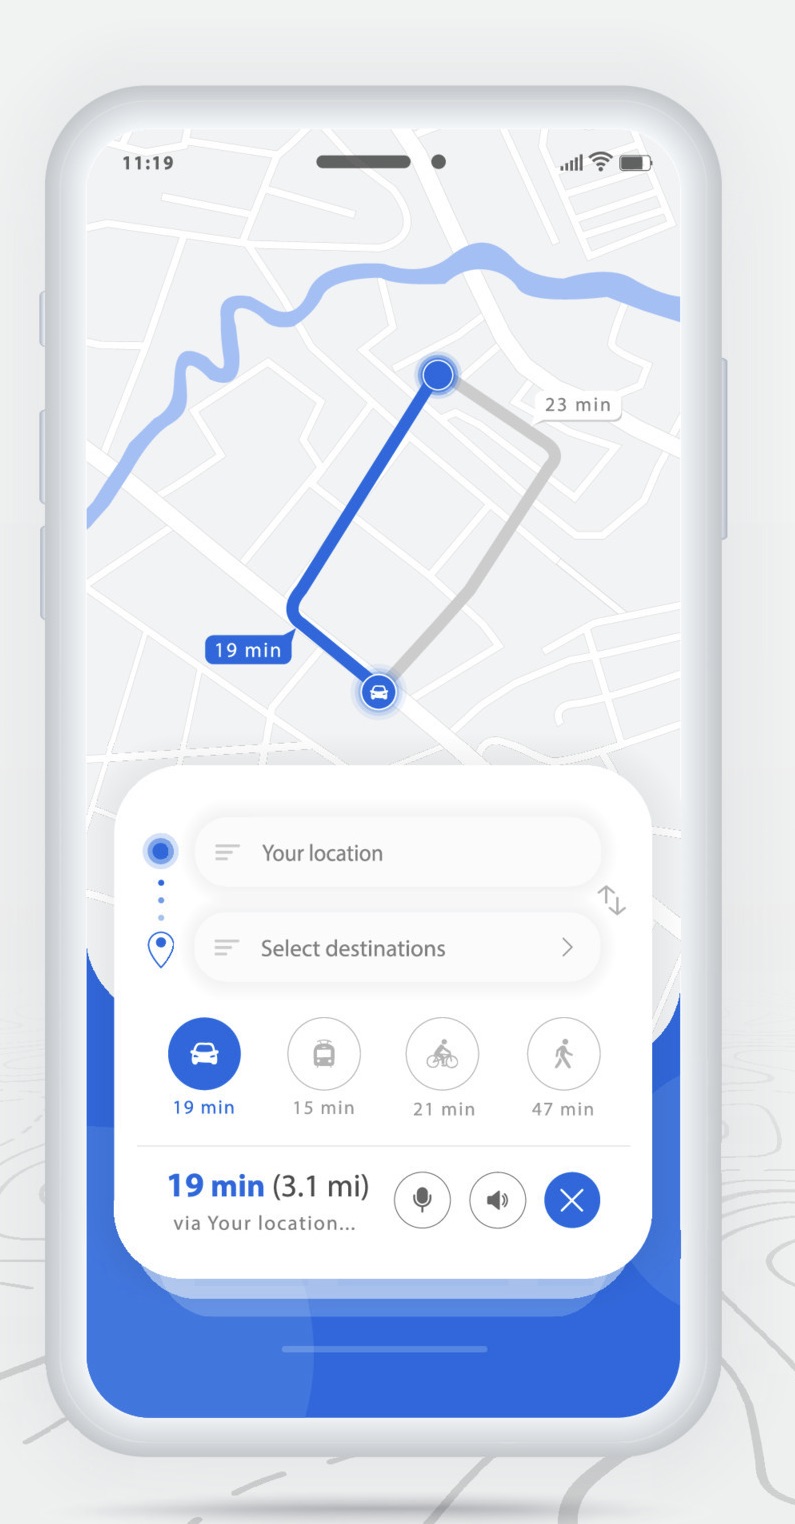 11:19
23 min
19 min
Your location
Select destinations
19 min
15 min
21 min
47 min
19 min (3.1 mi)
via Your location...